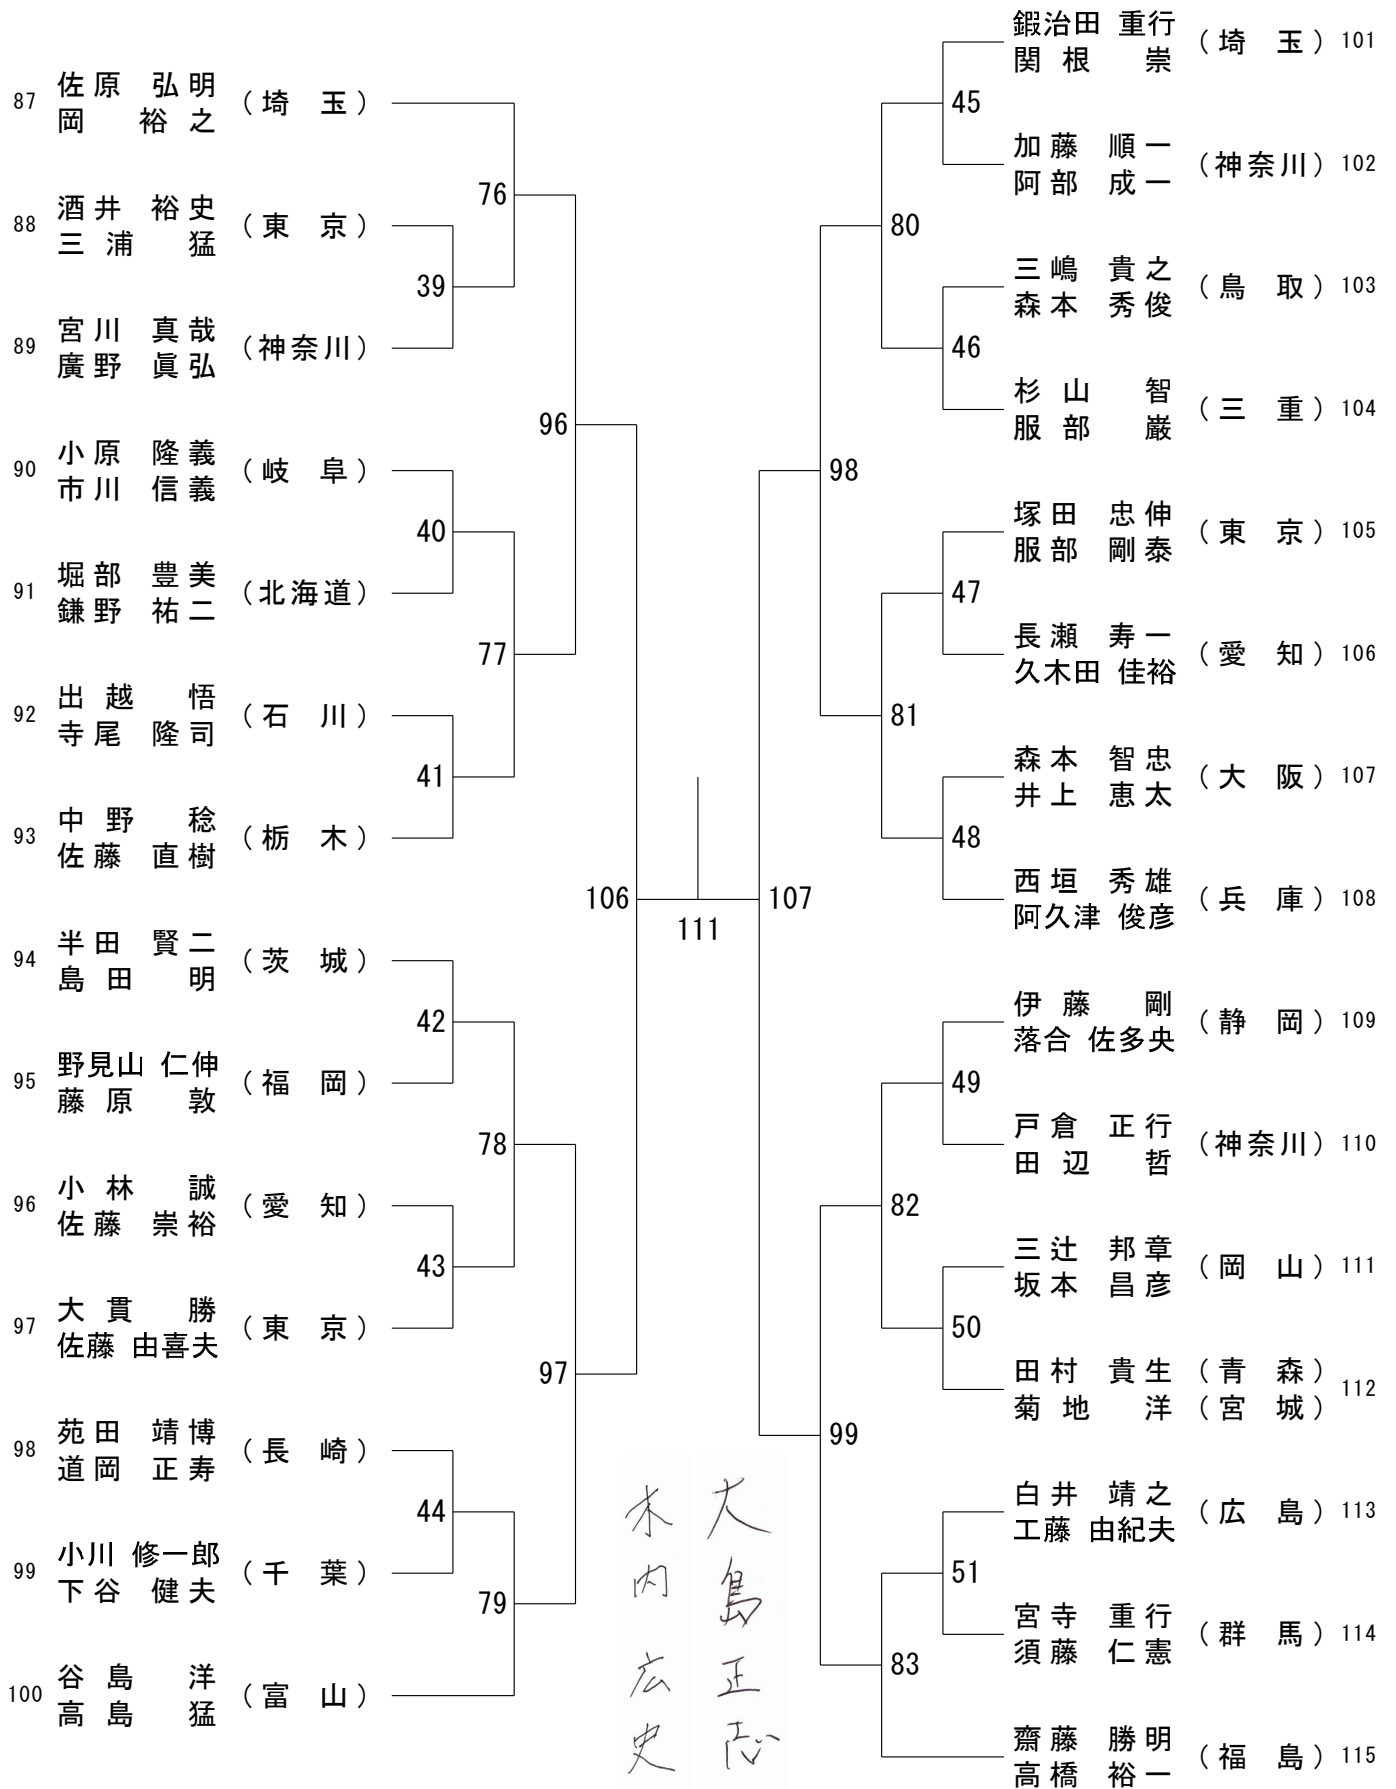 87 佐原 弘明 (埼 玉)
岡 裕之
88 酒井 裕史 (東 京)
三浦 猛
89 宮川 真哉 (神奈川)
廣野 眞弘
90 小原 隆義 (岐 阜)
市川 信義
91 堀部 豊美 (北海道)
鎌野 祐二
92 出越 悟 (石 川)
寺尾 隆司
93 中野 稔 (栃 木)
佐藤 直樹
94 半田 賢二 (茨 城)
島田 明
95 野見山 仁伸 (福 岡)
藤原 敦
96 小林 誠 (愛 知)
佐藤 崇裕
97 大貫 勝 (東 京)
佐藤 由喜夫
98 苑田 靖博 (長 崎)
道岡 正寿
99 小川 修一郎 (千 葉)
下谷 健夫
100 谷島 洋 (富 山)
高島 猛
76
39
96
40
77
41
106
42
78
43
97
44
79
111
107
45
80
46
98
47
81
48
49
82
50
99
51
83
鍜治田 重行 (埼 玉) 101
関根 崇
加藤 順一 (神奈川) 102
阿部 成一
三嶋 貴之 (鳥 取) 103
森本 秀俊
杉山 智 (三 重) 104
服部 巌
塚田 忠伸 (東 京) 105
服部 剛泰
長瀬 寿一 (愛 知) 106
久木田 佳裕
森本 智忠 (大 阪) 107
井上 恵太
西垣 秀雄 (兵 庫) 108
阿久津 俊彦
伊藤 剛 (静 岡) 109
落合 佐多央
戸倉 正行 (神奈川) 110
田辺 哲
三辻 邦章 (岡 山) 111
坂本 昌彦
田村 貴生 (青 森) 112
菊地 洋 (宮 城)
白井 靖之 (広 島) 113
工藤 由紀夫
宮寺 重行 (群 馬) 114
須藤 仁憲
齋藤 勝明 (福 島) 115
高橋 裕一
大島正志
木内広史